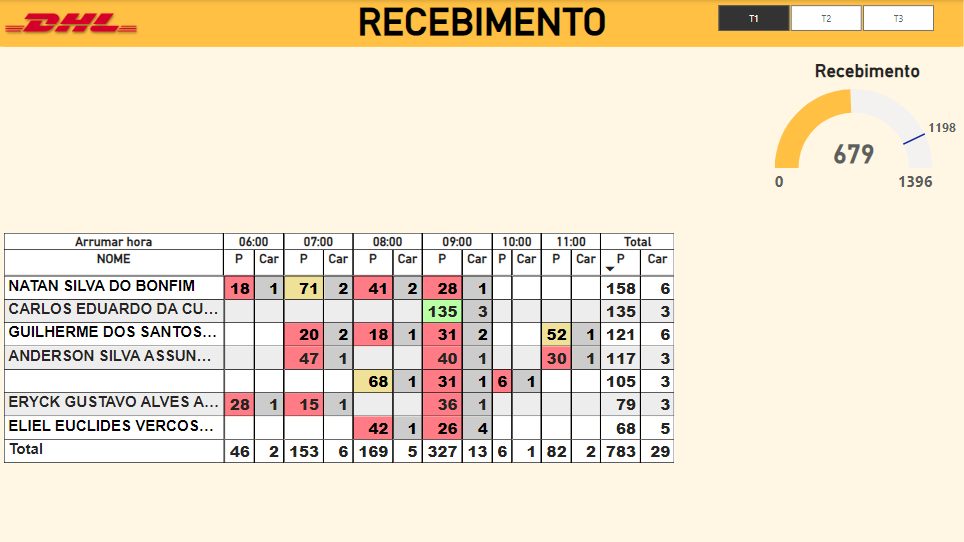 DHL RECEBIMENTO T1 T2 T3
Recebimento
1198
679
0 1396
Arrumar hora 06:00 07:00 08:00 09:00 10:00 11:00 Total
NOME P Car P Car P Car P Car P Car P Car P Car
NATAN SILVA DO BONFIM 18 1 71 2 41 2 28 1 158 6
CARLOS EDUARDO DA CU... 135 3 135 3
GUILHERME DOS SANTOS... 20 2 18 1 31 2 52 1 121 6
ANDERSON SILVA ASSUN... 47 1 40 1 30 1 117 3
68 1 31 1 6 1 105 3
ERYCK GUSTAVO ALVES A... 28 1 15 1 36 1 79 3
ELIEL EUCLIDES VERCOS... 42 1 26 4 68 5
Total 46 2 153 6 169 5 327 13 6 1 82 2 783 29